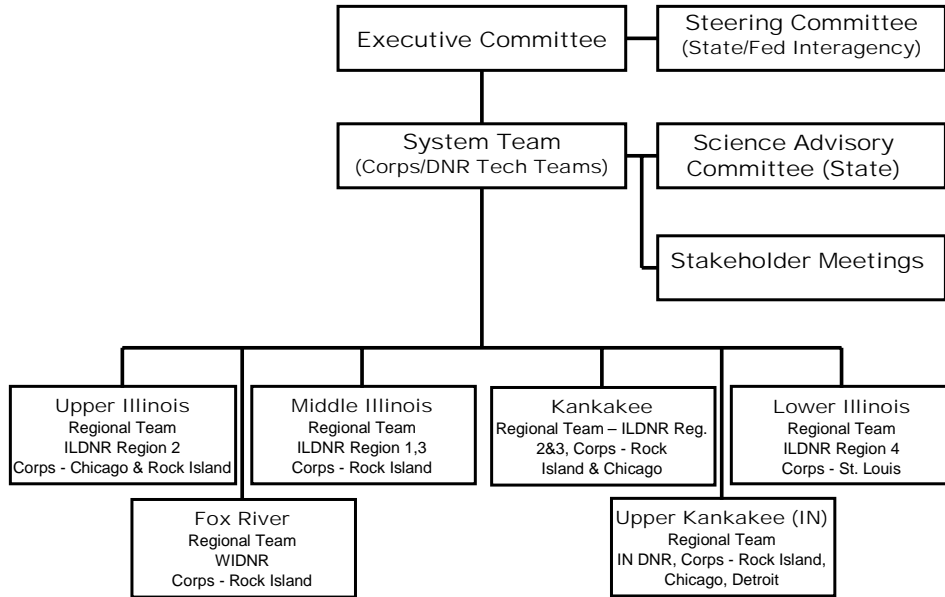 Executive Committee
Steering Committee
(State/Fed Interagency)
System Team
(Corps/DNR Tech Teams)
Science Advisory
Committee (State)
Stakeholder Meetings
Upper Illinois
Regional Team
ILDNR Region 2
Corps - Chicago & Rock Island
Middle Illinois
Regional Team
ILDNR Region 1,3
Corps - Rock Island
Kankakee
Regional Team – ILDNR Reg.
2&3, Corps - Rock
Island & Chicago
Lower Illinois
Regional Team
ILDNR Region 4
Corps - St. Louis
Fox River
Regional Team
WIDNR
Corps - Rock Island
Upper Kankakee (IN)
Regional Team
IN DNR, Corps - Rock Island,
Chicago, Detroit